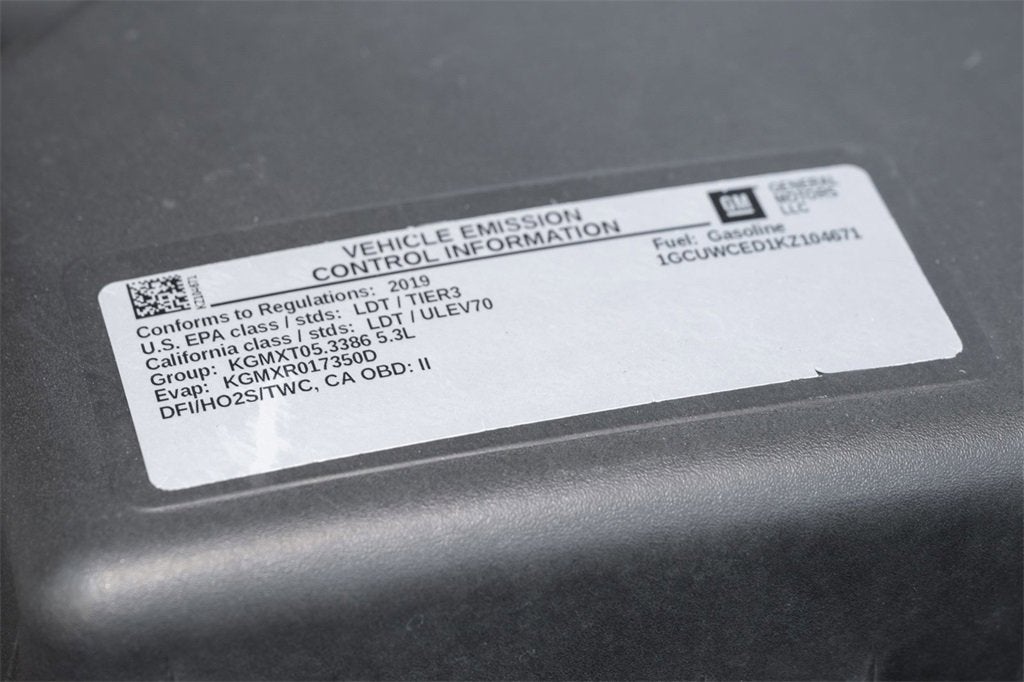 VEHICLE EMISSION
CONTROL INFORMATION
GM
GENERAL
MOTORS
LLC
Fuel: Gasoline
1GCUWCED1KZ104671
KZ104671
Conforms to Regulations: 2019
U.S. EPA class / stds: LDT / TIER3
California class / stds: LDT / ULEV70
Group: KGMXT05.3386 5.3L
Evap: KGMXR017350D
DFI/HO2S/TWC, CA OBD: II